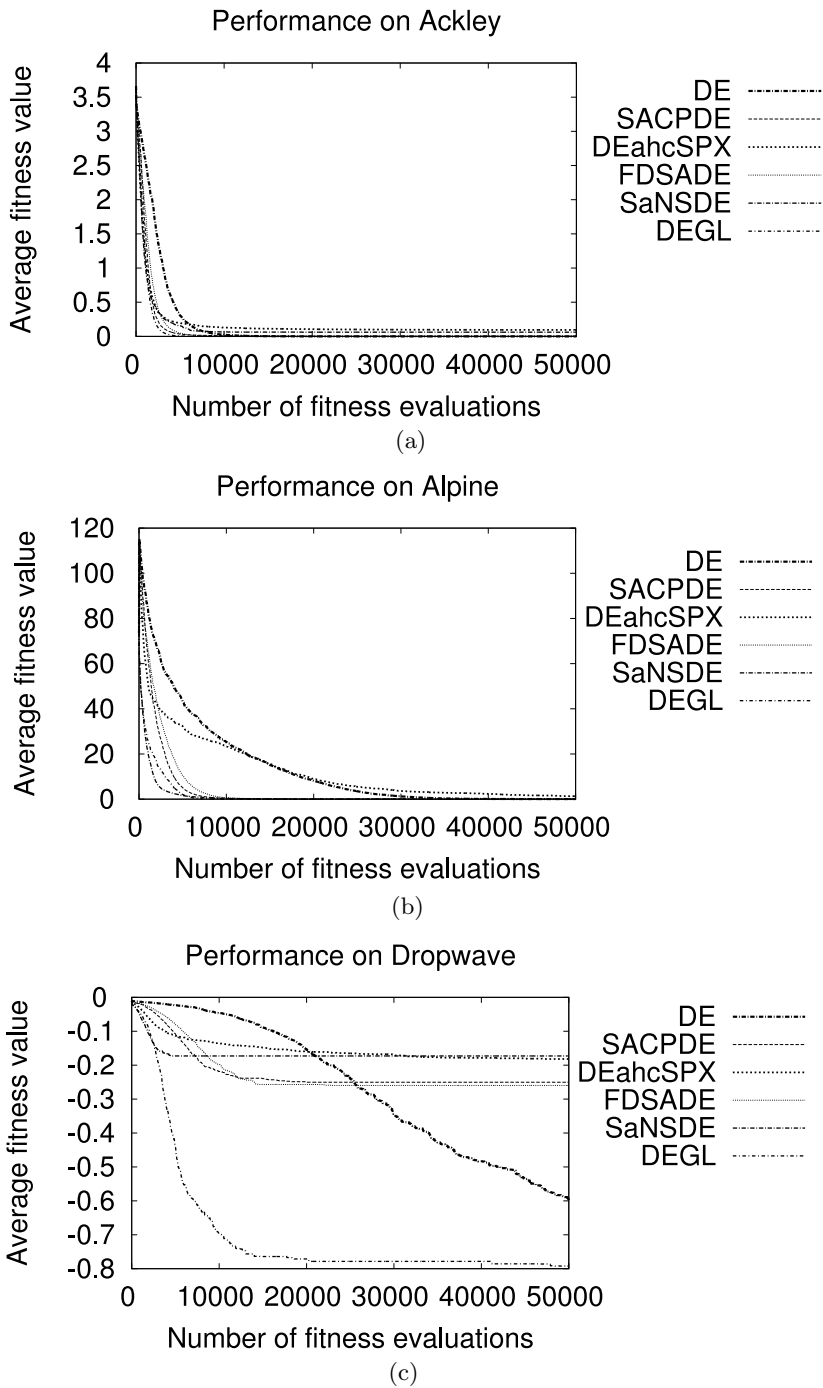 Performance on Ackley
Average fitness value
4
3.5
3
2.5
2
1.5
1
0.5
0
0 10000 20000 30000 40000 50000
Number of fitness evaluations
DE
SACPDE
DEahcSPX
FDSADE
SaNSDE
DEGL
(a)
Performance on Alpine
Average fitness value
120
100
80
60
40
20
0
0 10000 20000 30000 40000 50000
Number of fitness evaluations
DE
SACPDE
DEahcSPX
FDSADE
SaNSDE
DEGL
(b)
Performance on Dropwave
Average fitness value
0
-0.1
-0.2
-0.3
-0.4
-0.5
-0.6
-0.7
-0.8
0 10000 20000 30000 40000 50000
Number of fitness evaluations
DE
SACPDE
DEahcSPX
FDSADE
SaNSDE
DEGL
(c)